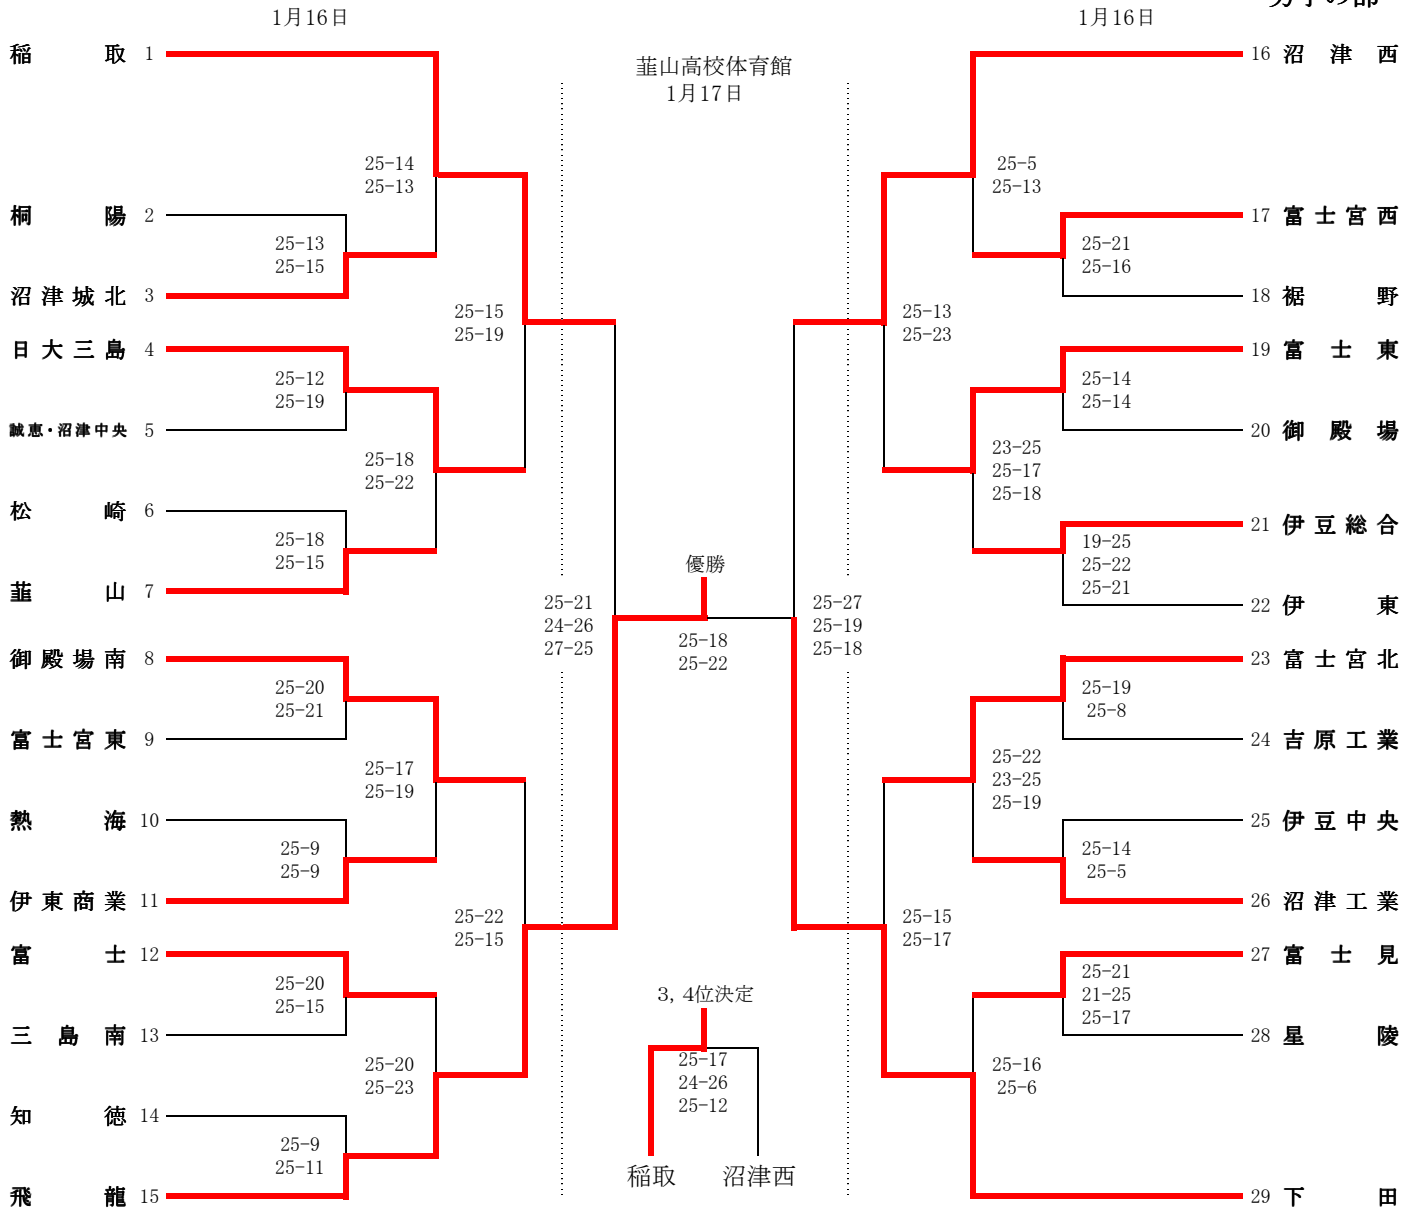 1月16日
1月16日
韮山高校体育館
1月17日
稲取 1
25-14
25-13
桐陽 2
25-13
25-15
沼津城北 3
25-15
25-19
日大三島 4
25-12
25-19
誠恵・沼津中央 5
25-18
25-22
松崎 6
25-18
25-15
韮山 7
25-21
24-26
27-25
御殿場南 8
25-20
25-21
富士宮東 9
25-17
25-19
熱海 10
25-9
25-9
伊東商業 11
25-22
25-15
富士 12
25-20
25-15
三島南 13
25-20
25-23
知徳 14
25-9
25-11
飛龍 15
優勝
25-18
25-22
3, 4位決定
25-17
24-26
25-12
稲取 沼津西
16 沼津西
25-5
25-13
17 富士宮西
25-21
25-16
18 裾野
25-13
25-23
19 富士東
25-14
25-14
20 御殿場
23-25
25-17
25-18
21 伊豆総合
19-25
25-22
25-21
22 伊東
25-27
25-19
25-18
23 富士宮北
25-19
25-8
24 吉原工業
25-22
23-25
25-19
25 伊豆中央
25-14
25-5
26 沼津工業
25-15
25-17
27 富士見
25-21
21-25
25-17
28 星陵
25-16
25-6
29 下田